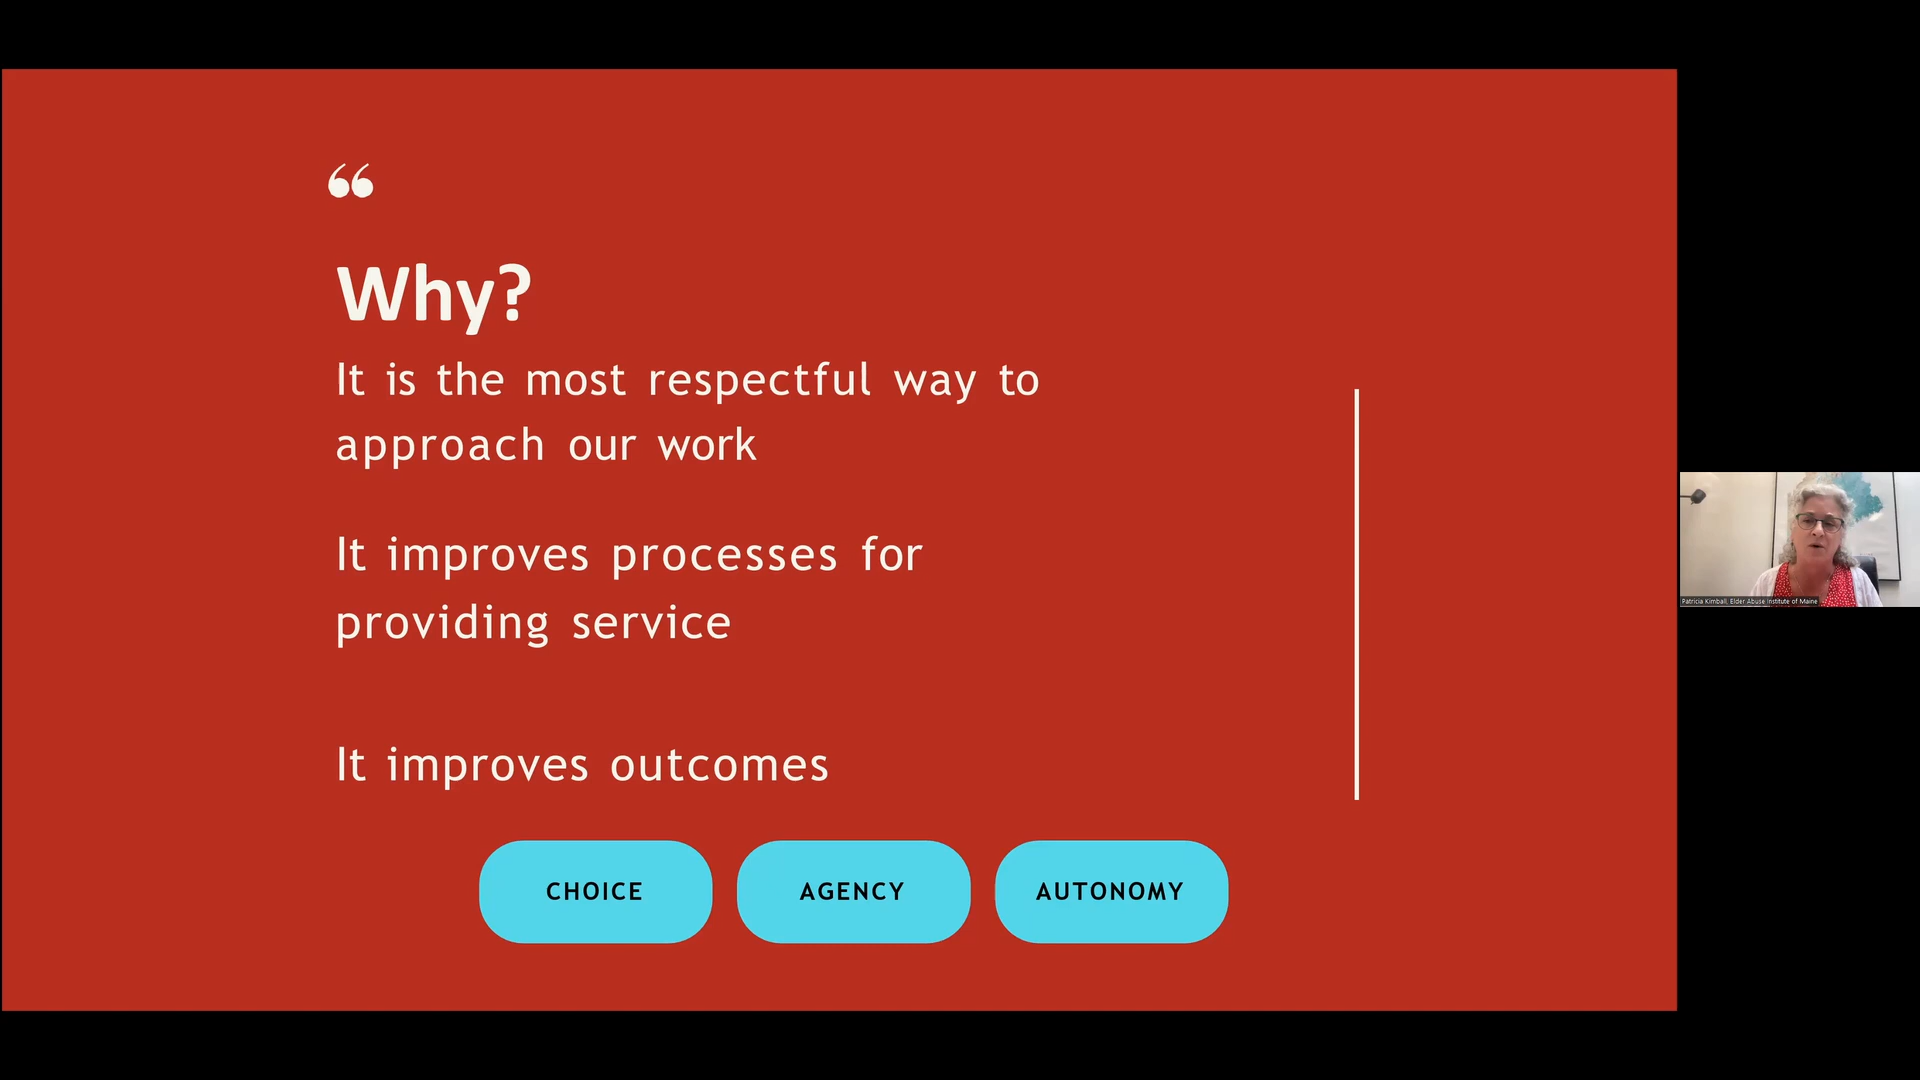 “
Why?
It is the most respectful way to
approach our work
It improves processes for
providing service
It improves outcomes
CHOICE
AGENCY
AUTONOMY
Patricia Kimball, Elder Abuse Institute of Maine